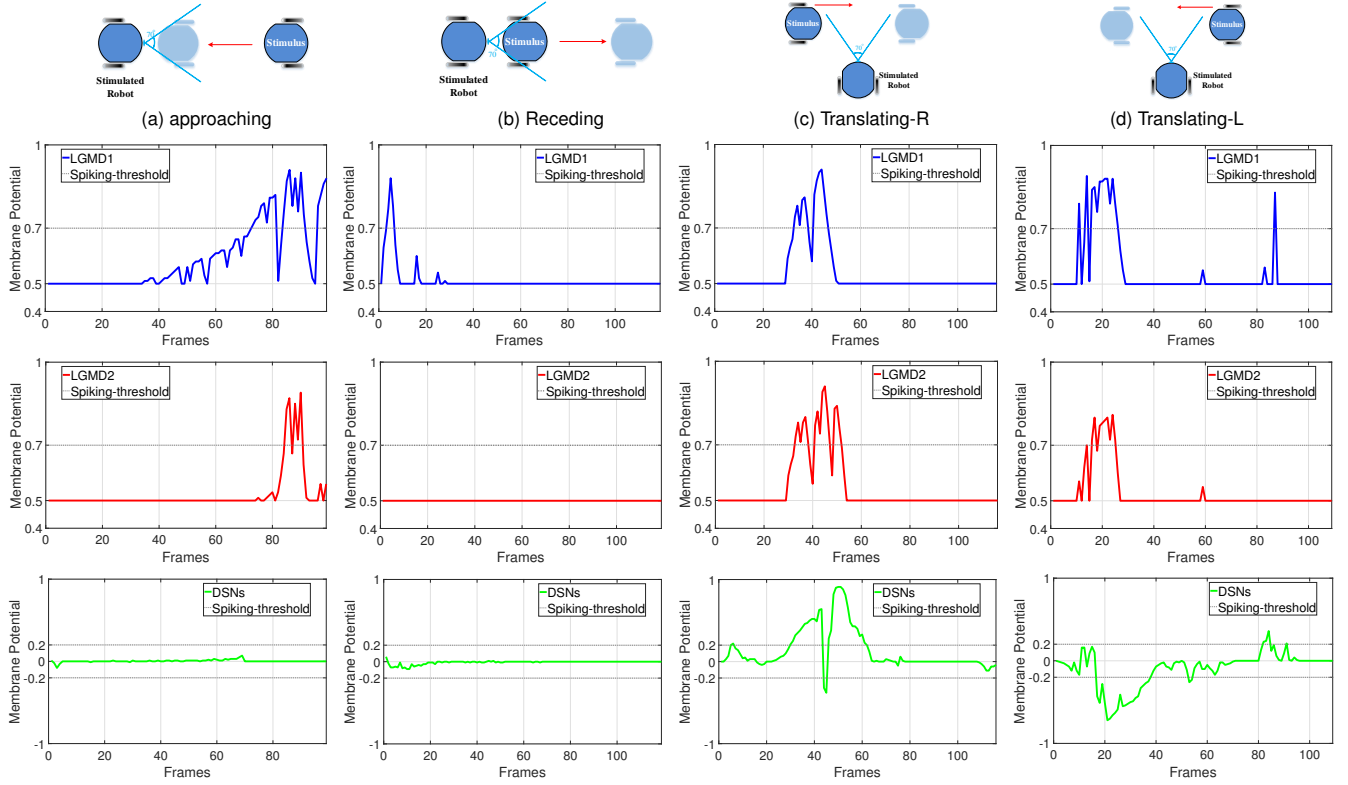 70°
Stimulus
Stimulated
Robot
(a) approaching
70°
Stimulus
Stimulated
Robot
(b) Receding
Stimulus
70°
Stimulated
Robot
(c) Translating-R
Stimulus
70°
Stimulated
Robot
(d) Translating-L
1
0.7
0.5
0.4
Membrane Potential
LGMD1
Spiking-threshold
0 20 40 60 80
Frames
1
0.7
0.5
0.4
Membrane Potential
LGMD1
Spiking-threshold
0 20 40 60 80 100
Frames
1
0.7
0.5
0.4
Membrane Potential
LGMD1
Spiking-threshold
0 20 40 60 80 100
Frames
1
0.7
0.5
0.4
Membrane Potential
LGMD1
Spiking-threshold
0 20 40 60 80 100
Frames
1
0.7
0.5
0.4
Membrane Potential
LGMD2
Spiking-threshold
0 20 40 60 80
Frames
1
0.7
0.5
0.4
Membrane Potential
LGMD2
Spiking-threshold
0 20 40 60 80 100
Frames
1
0.7
0.5
0.4
Membrane Potential
LGMD2
Spiking-threshold
0 20 40 60 80 100
Frames
1
0.7
0.5
0.4
Membrane Potential
LGMD2
Spiking-threshold
0 20 40 60 80 100
Frames
1
0.2
0
-0.2
-1
Membrane Potential
DSNs
Spiking-threshold
0 20 40 60 80
Frames
1
0.2
0
-0.2
-1
Membrane Potential
DSNs
Spiking-threshold
0 20 40 60 80 100
Frames
1
0.2
0
-0.2
-1
Membrane Potential
DSNs
Spiking-threshold
0 20 40 60 80 100
Frames
1
0.2
0
-0.2
-1
Membrane Potential
DSNs
Spiking-threshold
0 20 40 60 80 100
Frames